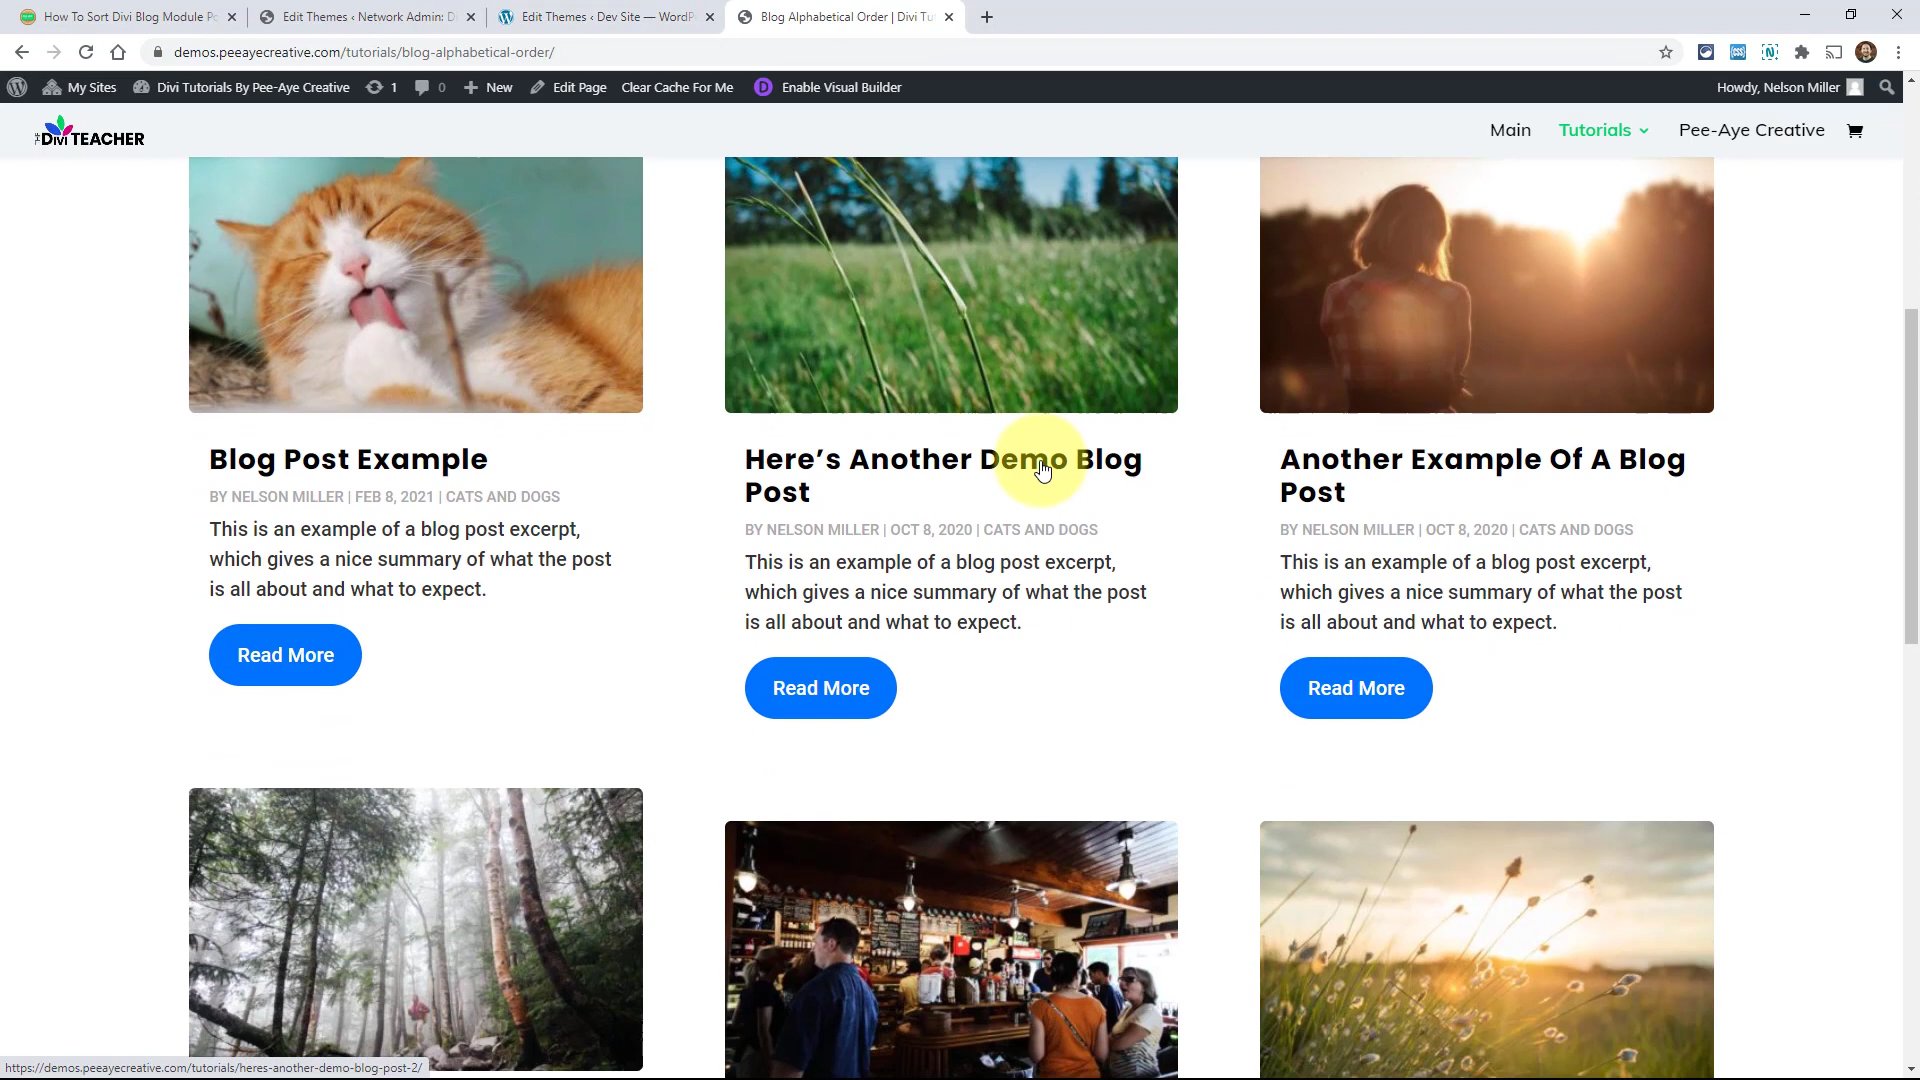 How To Sort Divi Blog Module Po
Edit Themes ‹ Network Admin: D
Edit Themes ‹ Dev Site — WordP
Blog Alphabetical Order | Divi Tu
demos.peeayecreative.com/tutorials/blog-alphabetical-order/
My Sites
Divi Tutorials By Pee-Aye Creative
1
0
New
Edit Page
Clear Cache For Me
D
Enable Visual Builder
Howdy, Nelson Miller
THE DIVI TEACHER
Main
Tutorials
Pee-Aye Creative
Blog Post Example
BY NELSON MILLER | FEB 8, 2021 | CATS AND DOGS
This is an example of a blog post excerpt,
which gives a nice summary of what the post
is all about and what to expect.
Read More
Here’s Another Demo Blog
Post
BY NELSON MILLER | OCT 8, 2020 | CATS AND DOGS
This is an example of a blog post excerpt,
which gives a nice summary of what the post
is all about and what to expect.
Read More
Another Example Of A Blog
Post
BY NELSON MILLER | OCT 8, 2020 | CATS AND DOGS
This is an example of a blog post excerpt,
which gives a nice summary of what the post
is all about and what to expect.
Read More
https://demos.peeayecreative.com/tutorials/heres-another-demo-blog-post-2/